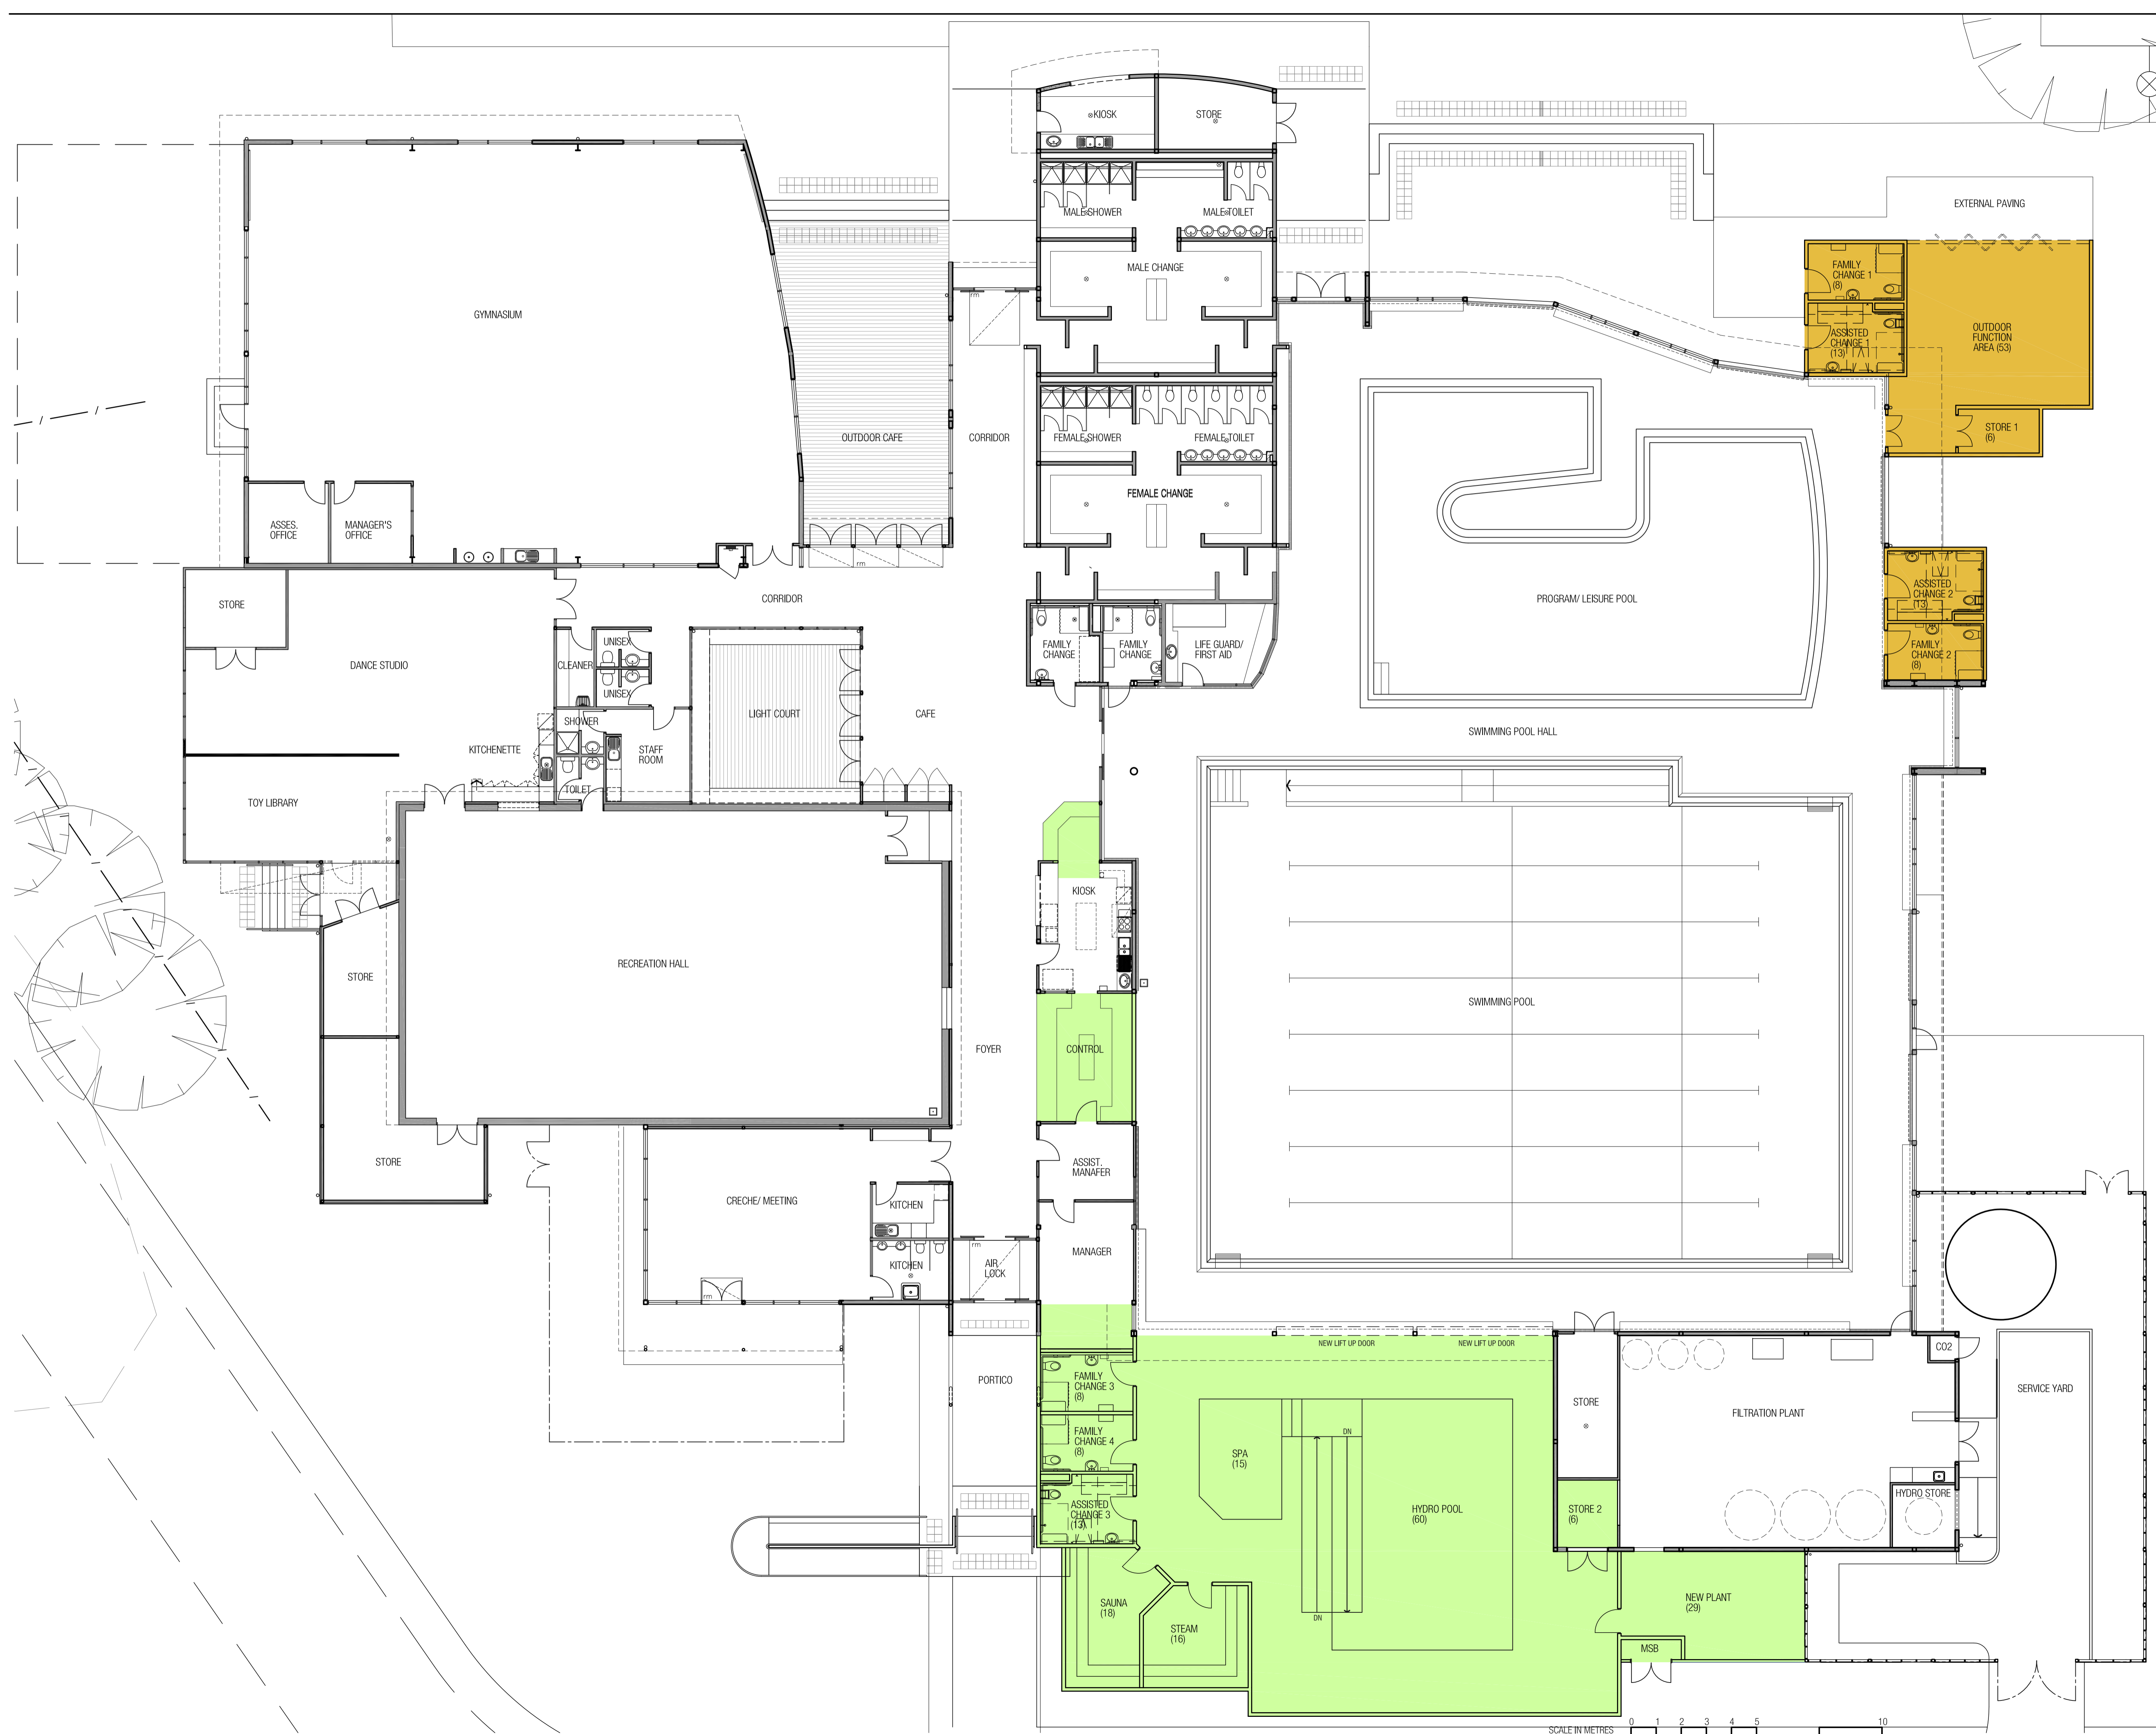 KIOSK
STORE
MALE SHOWER
MALE TOILET
EXTERNAL PAVING
FAMILY
CHANGE 1
(8)
MALE CHANGE
rm
GYMNASIUM
OUTDOOR
FUNCTION
AREA (53)
ASSISTED
CHANGE 1
(13)
OUTDOOR CAFE
CORRIDOR
FEMALE SHOWER
FEMALE TOILET
STORE 1
(6)
FEMALE CHANGE
ASSES.
OFFICE
MANAGER'S
OFFICE
rm
STORE
CORRIDOR
PROGRAM/ LEISURE POOL
ASSISTED
CHANGE 2
(13)
UNISEX
FAMILY
CHANGE
FAMILY
CHANGE
LIFE GUARD/
FIRST AID
FAMILY
CHANGE 2
(8)
DANCE STUDIO
CLEANER
UNISEX
LIGHT COURT
CAFE
SHOWER
SWIMMING POOL HALL
KITCHENETTE
STAFF
ROOM
TOILET
TOY LIBRARY
KIOSK
RECREATION HALL
STORE
SWIMMING POOL
FOYER
CONTROL
STORE
ASSIST.
MANAFER
CRECHE/ MEETING
KITCHEN
rm
MANAGER
KITCHEN
AIR
LOCK
rm
NEW LIFT UP DOOR
NEW LIFT UP DOOR
CO2
PORTICO
FAMILY
CHANGE 3
(8)
SERVICE YARD
STORE
FILTRATION PLANT
FAMILY
CHANGE 4
(8)
DN
SPA
(15)
HYDRO STORE
ASSISTED
CHANGE 3
(13)
HYDRO POOL
(60)
STORE 2
(6)
SAUNA
(18)
NEW PLANT
(29)
DN
STEAM
(16)
MSB
SCALE IN METRES
0 1 2 3 4 5 10